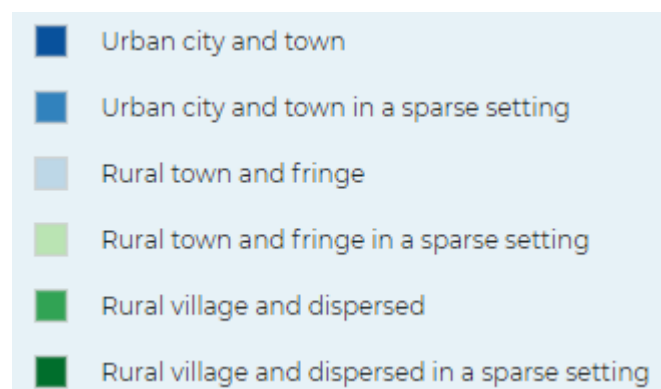 Urban city and town
Urban city and town in a sparse setting
Rural town and fringe
Rural town and fringe in a sparse setting
Rural village and dispersed
Rural village and dispersed in a sparse setting